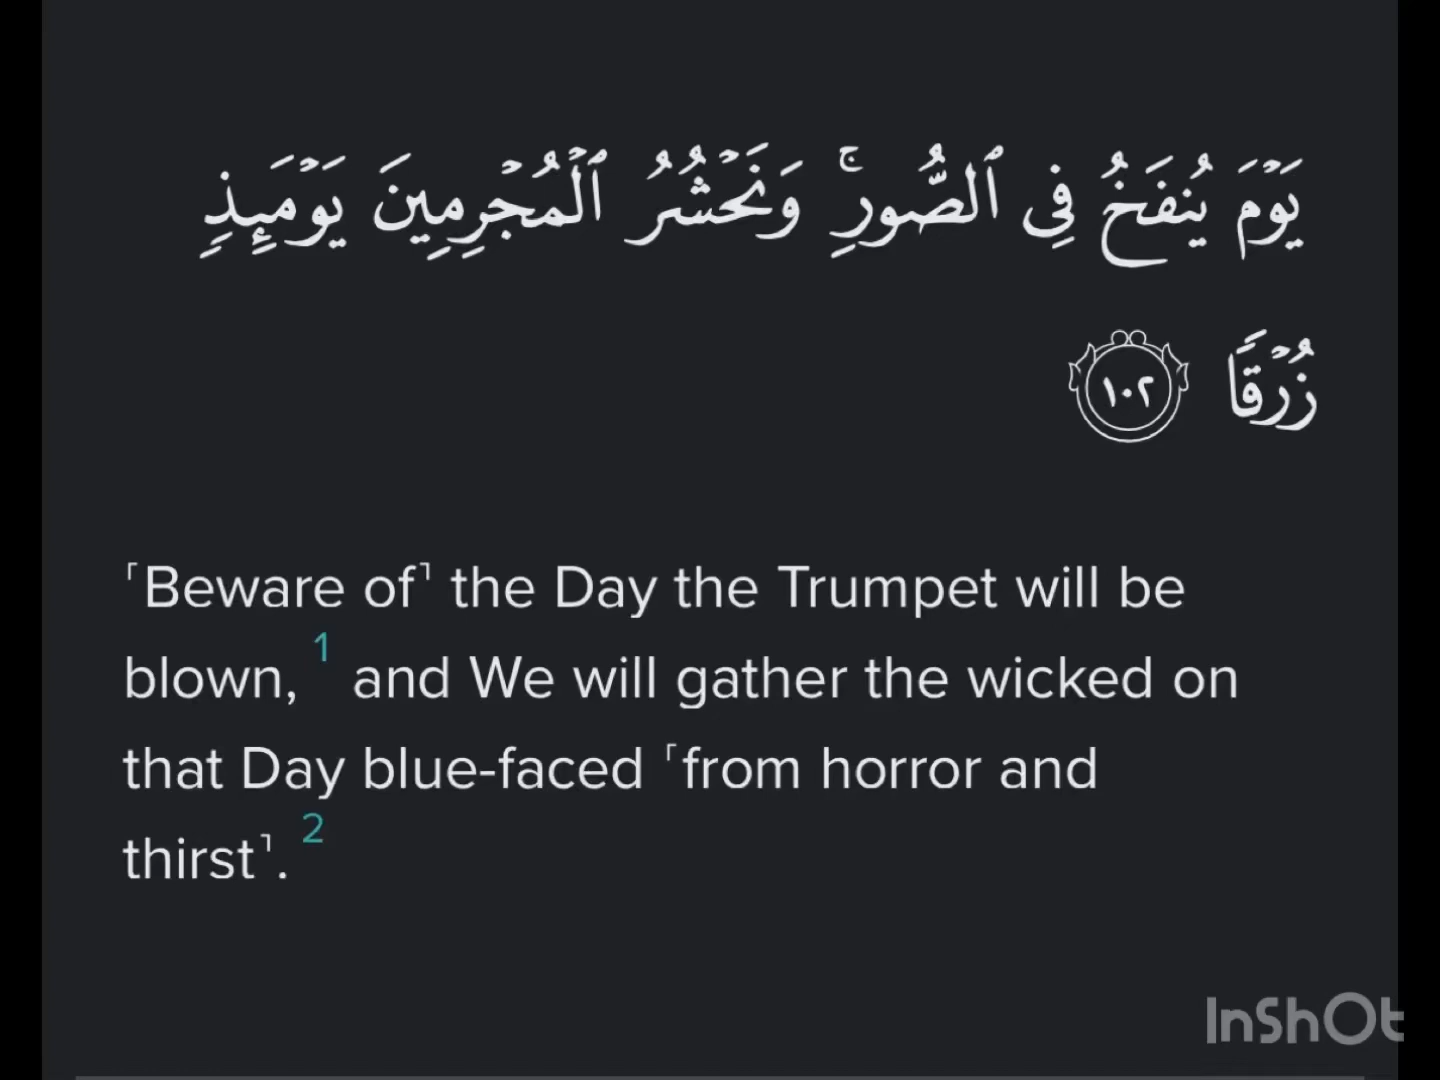 يَوۡمَ يُنفَخُ فِي ٱلصُّورِۚ وَنَحۡشُرُ ٱلۡمُجۡرِمِينَ يَوۡمَئِذٖ
زُرۡقٗا ١٠٢
⸢Beware of⸣ the Day the Trumpet will be
blown, 1 and We will gather the wicked on
that Day blue-faced ⸢from horror and
thirst⸣. 2
InShOt